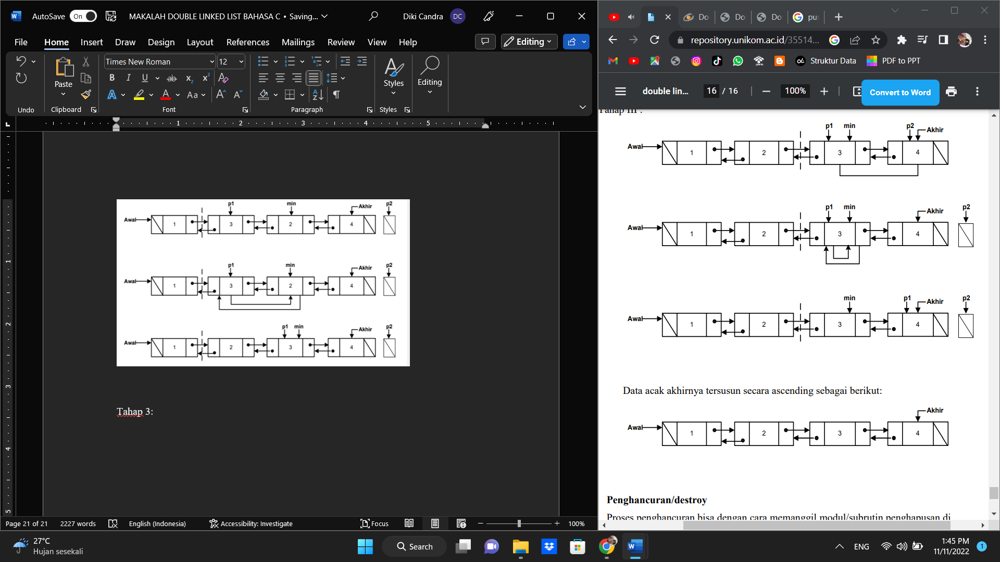 AutoSave On MAKALAH DOUBLE LINKED LIST BAHASA C • Saving... Diki Candra DC
File Home Insert Draw Design Layout References Mailings Review View Help Editing
Times New Roman 12
Paste
Styles
Editing
B I U ab x₂ x²
A A Aa A A
Undo Clipboard Font Paragraph Styles
1 2 3 4 5
p1 min Akhir p2
Awal 1 3 2 4
p1 min Akhir p2
Awal 1 3 2 4
p1 min Akhir p2
Awal 1 2 3 4
Tahap 3:
1
2
3
4
5
Page 21 of 21 2227 words English (Indonesia) Accessibility: Investigate Focus 100%
Do Do Do pu
repository.unikom.ac.id/35514...
Struktur Data PDF to PPT
double lin... 16 / 16 100% Convert to Word
Tahap III :
p1 min p2 Akhir
Awal 1 2 3 4
p1 min Akhir p2
Awal 1 2 3 4
min p1 Akhir p2
Awal 1 2 3 4
Data acak akhirnya tersusun secara ascending sebagai berikut:
Akhir
Awal 1 2 3 4
Penghancuran/destroy
Proses penghancuran bisa dengan cara memanggil modul/subrutin penghapusan di
27°C
Hujan sesekali
Search
ENG
1:45 PM
11/11/2022
1